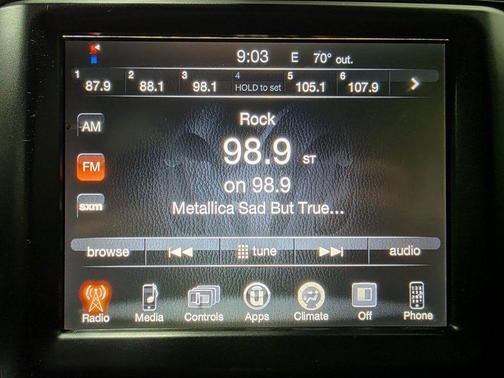 9:03 E 70° out.
1 87.9 2 88.1 3 98.1 4 HOLD to set 5 105.1 6 107.9 >
AM
Rock
98.9 ST
FM
on 98.9
sxm
Metallica Sad But True...
browse tune audio
Radio Media Controls Apps Climate Off Phone